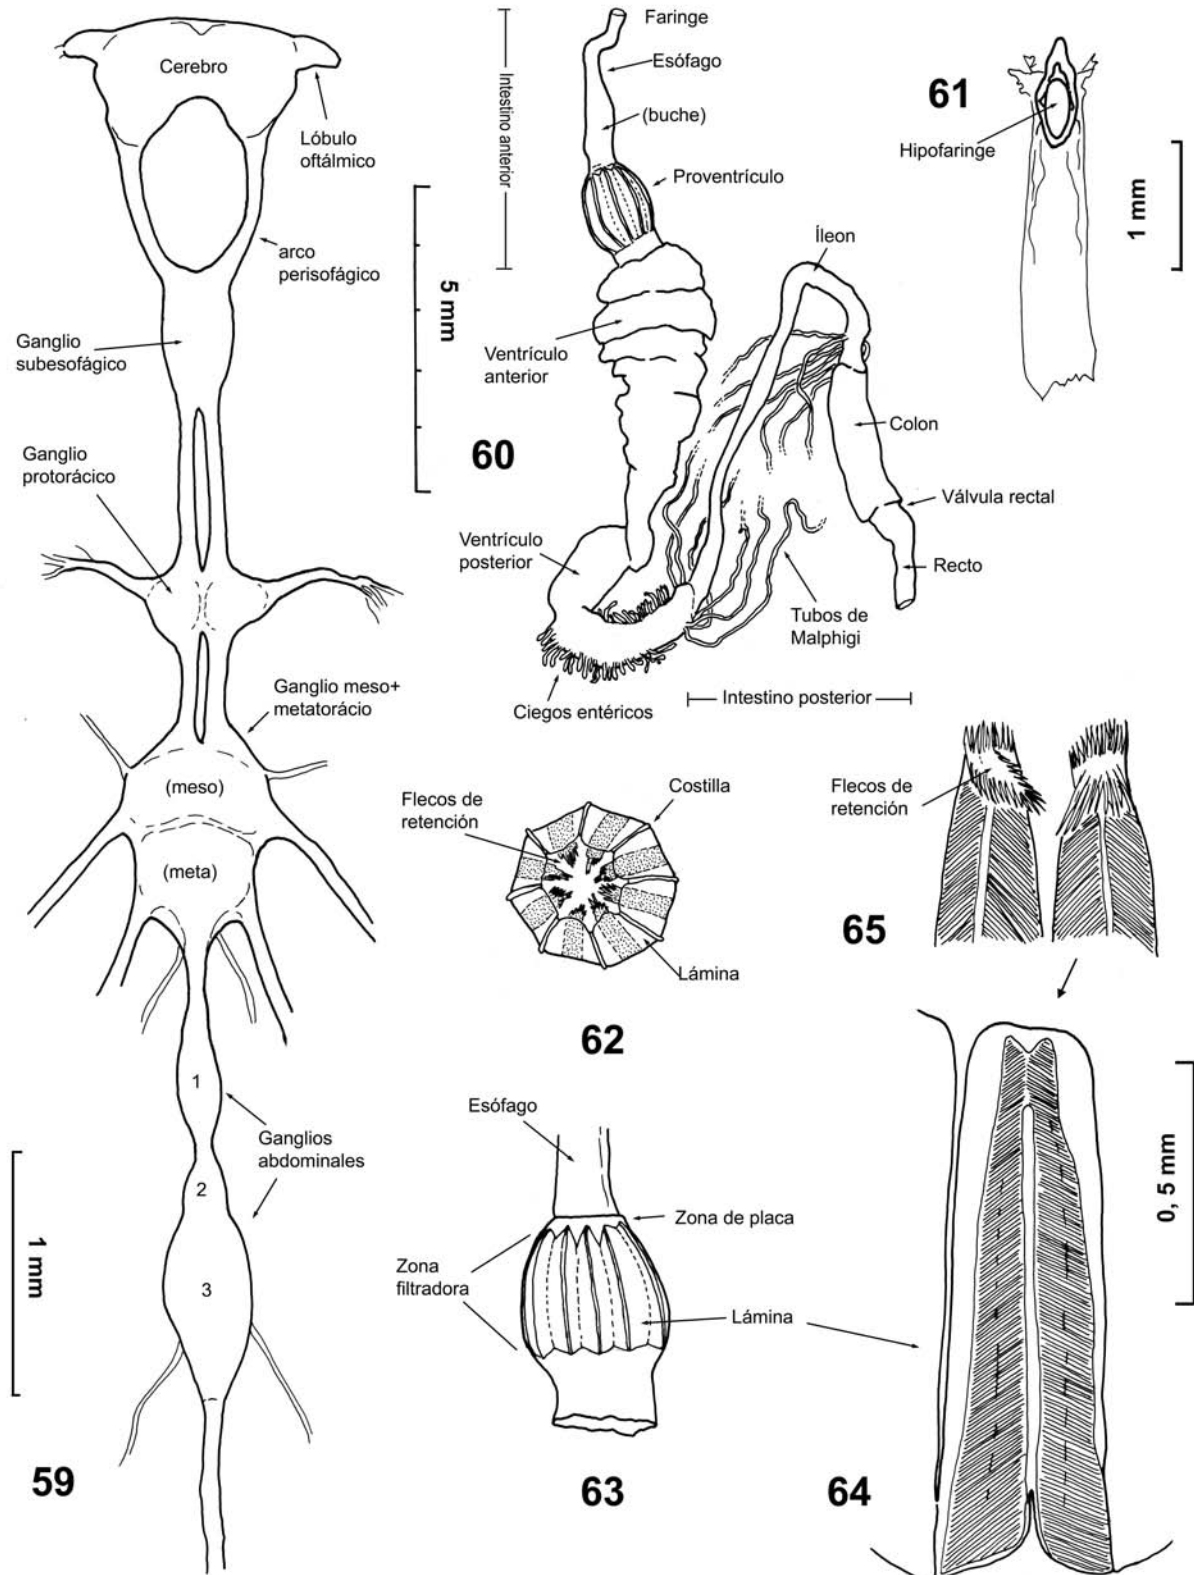 Cerebro
Lóbulo
oftálmico
arco
perisofágico
Ganglio
subesofágico
Ganglio
protorácico
Ganglio meso+
metatorácio
(meso)
(meta)
1
2
3
Ganglios
abdominales
1 mm
59
5 mm
Intestino anterior
Faringe
Esófago
(buche)
Proventrículo
Íleon
Ventrículo
anterior
60
Colon
Válvula rectal
Recto
Ventrículo
posterior
Tubos de
Malphigi
Ciegos entéricos
Intestino posterior
61
Hipofaringe
1 mm
Flecos de
retención
Costilla
Lámina
62
Flecos de
retención
65
Esófago
Zona de placa
Zona
filtradora
Lámina
63
64
0, 5 mm